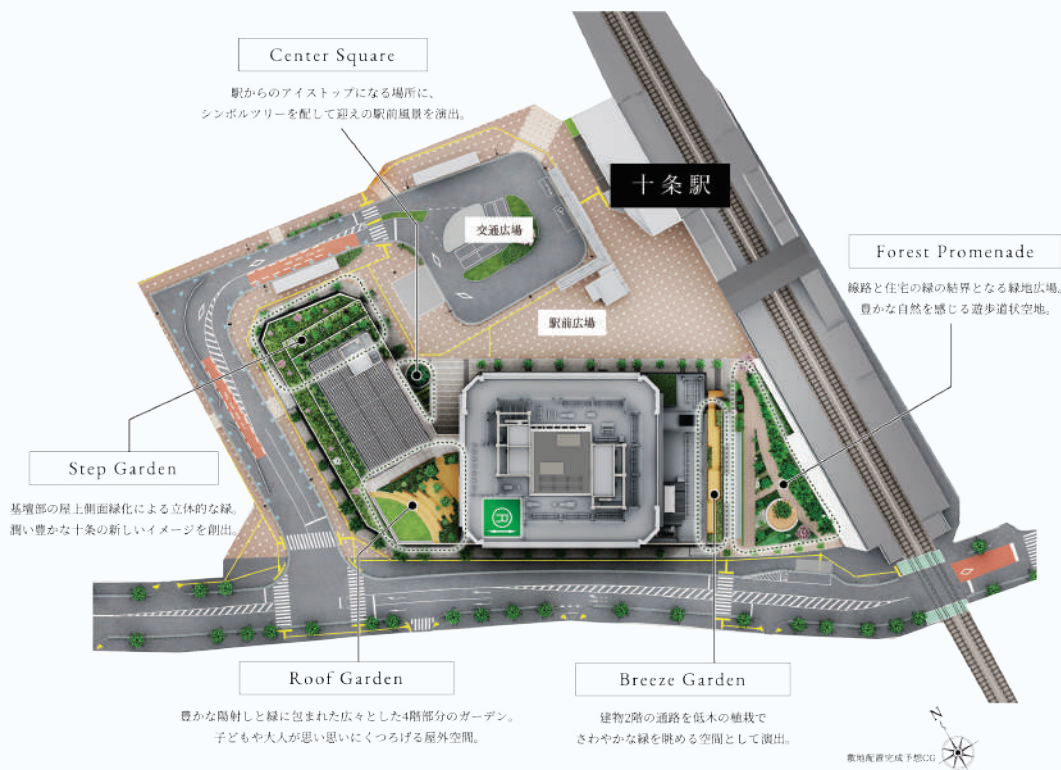 Center Square
駅からのアイストップになる場所に、
シンボルツリーを配して迎えの駅前風景を演出。
十条駅
交通広場
駅前広場
Forest Promenade
線路と住宅の緑の結界となる緑地広場。
豊かな自然を感じる遊歩道状空地。
Step Garden
基壇部の屋上側面緑化による立体的な緑。
潤い豊かな十条の新しいイメージを創出。
R
Roof Garden
豊かな陽射しと緑に包まれた広々とした4階部分のガーデン。
子どもや大人が思い思いにくつろげる屋外空間。
Breeze Garden
建物2階の通路を低木の植栽で
さわやかな緑を眺める空間として演出。
N
敷地配置完成予想CG